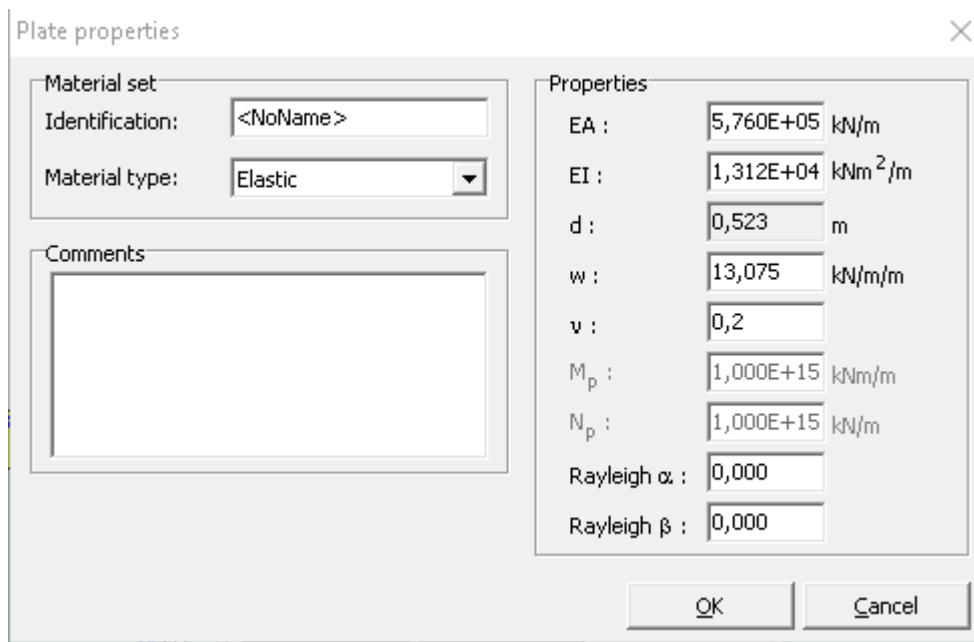 Plate properties
Material set
Identification: <NoName>
Material type: Elastic
Comments
Properties
EA : 5,760E+05 kN/m
EI : 1,312E+04 kNm²/m
d : 0,523 m
w : 13,075 kN/m/m
ν : 0,2
Mp : 1,000E+15 kNm/m
Np : 1,000E+15 kN/m
Rayleigh α : 0,000
Rayleigh β : 0,000
OK Cancel